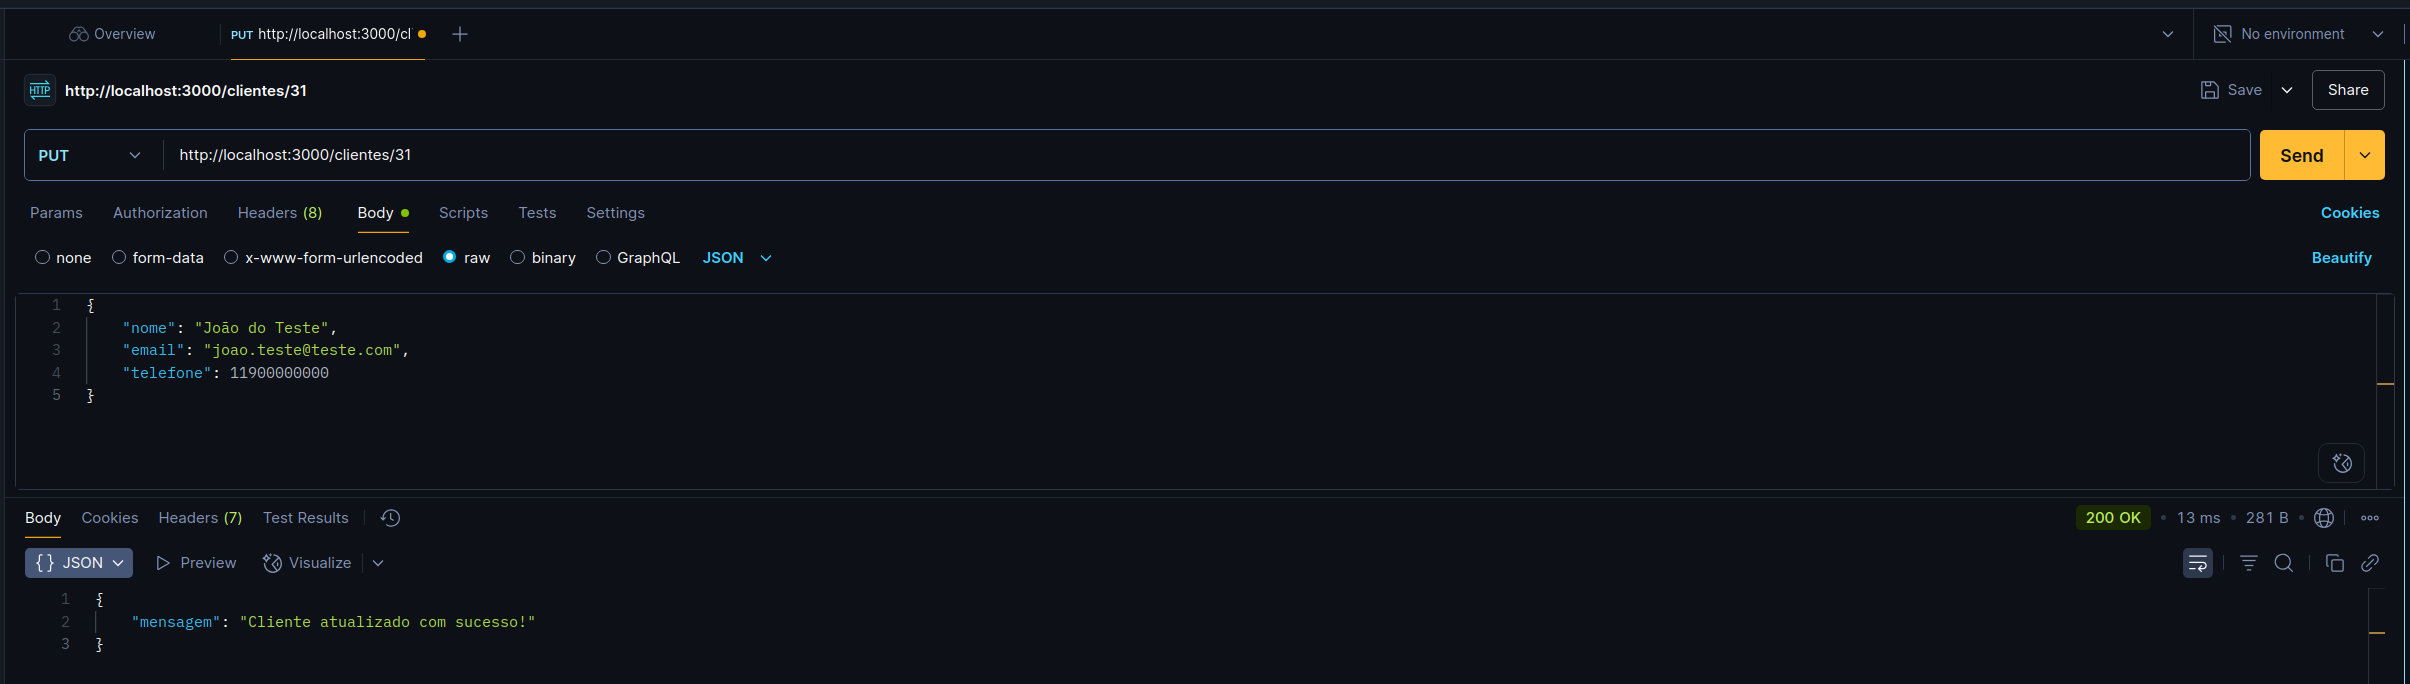 Overview
PUT http://localhost:3000/cl
No environment
HTTP http://localhost:3000/clientes/31
Save
Share
PUT
http://localhost:3000/clientes/31
Send
Params Authorization Headers (8) Body Scripts Tests Settings
Cookies
none form-data x-www-form-urlencoded raw binary GraphQL JSON
Beautify
1 {
2 "nome": "João do Teste",
3 "email": "joao.teste@teste.com",
4 "telefone": 11900000000
5 }
Body Cookies Headers (7) Test Results
200 OK • 13 ms • 281 B •
{} JSON Preview Visualize
1 {
2 "mensagem": "Cliente atualizado com sucesso!"
3 }